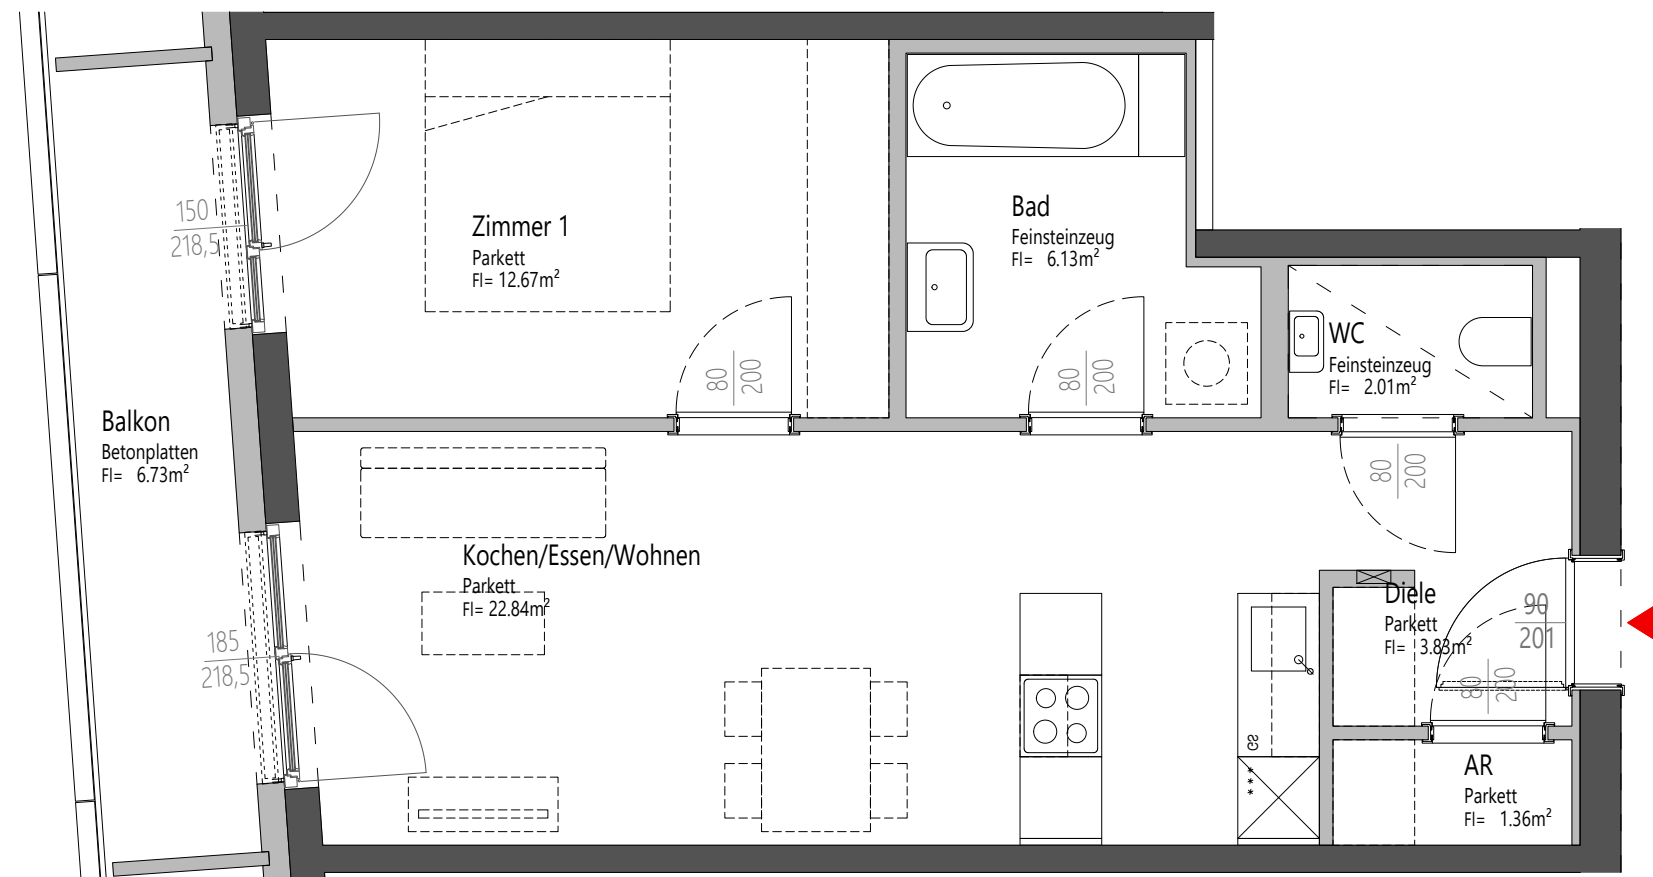 Zimmer 1
Parkett
Fl= 12.67m²
Bad
Feinsteinzeug
Fl= 6.13m²
WC
Feinsteinzeug
Fl= 2.01m²
Balkon
Betonplatten
Fl= 6.73m²
Kochen/Essen/Wohnen
Parkett
Fl= 22.84m²
Diele
Parkett
Fl= 3.83m²
AR
Parkett
Fl= 1.36m²
150
218,5
185
218,5
80
200
80
200
80
200
90
201
80
200
GS
***